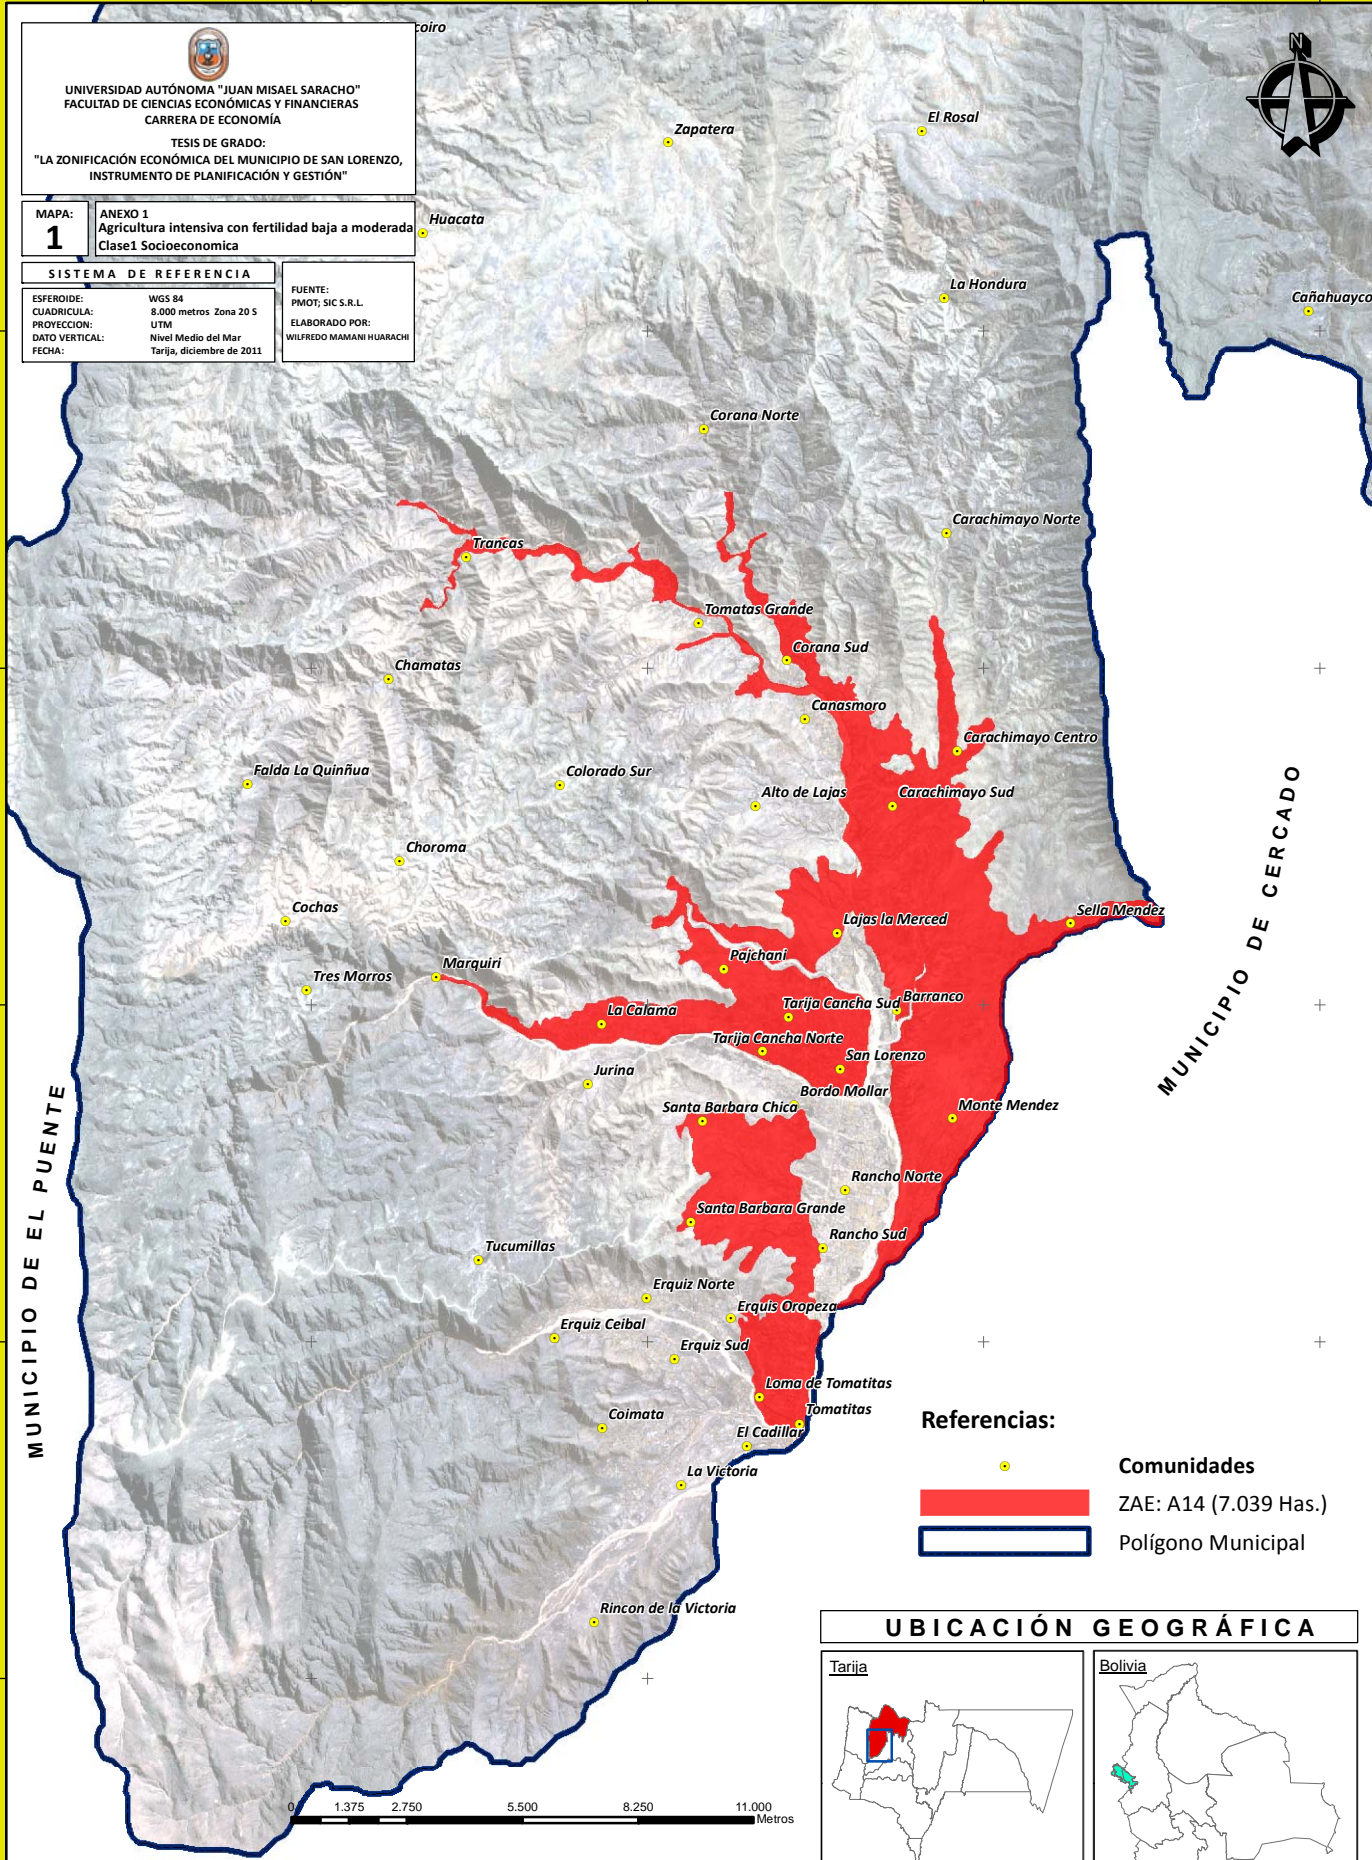 coiro
UNIVERSIDAD AUTÓNOMA "JUAN MISAEL SARACHO"
FACULTAD DE CIENCIAS ECONÓMICAS Y FINANCIERAS
CARRERA DE ECONOMÍA
TESIS DE GRADO:
"LA ZONIFICACIÓN ECONÓMICA DEL MUNICIPIO DE SAN LORENZO,
INSTRUMENTO DE PLANIFICACIÓN Y GESTIÓN"
MAPA:
1
ANEXO 1
Agricultura intensiva con fertilidad baja a moderada
Clase1 Socioeconomica
SISTEMA DE REFERENCIA
ESFEROIDE: WGS 84
CUADRICULA: 8.000 metros Zona 20 S
PROYECCION: UTM
DATO VERTICAL: Nivel Medio del Mar
FECHA: Tarija, diciembre de 2011
FUENTE:
PMOT; SIC S.R.L.
ELABORADO POR:
WILFREDO MAMANI HUARACHI
N
Zapatera
El Rosal
Huacata
La Hondura
Cañahuayco
Corana Norte
Carachimayo Norte
Trancas
Tomatas Grande
Corana Sud
Chamatas
Canasmoro
Carachimayo Centro
Falda La Quinñua
Colorado Sur
Alto de Lajas
Carachimayo Sud
Choroma
Cochas
Lajas la Merced
Sella Mendez
Pajchani
Marquiri
Tres Morros
La Calama
Tarija Cancha Sud
Barranco
Tarija Cancha Norte
San Lorenzo
Jurina
Bordo Mollar
Santa Barbara Chica
Monte Mendez
Rancho Norte
Santa Barbara Grande
Rancho Sud
Tucumillas
Erquiz Norte
Erquis Oropeza
Erquiz Ceibal
Erquiz Sud
Loma de Tomatitas
Coimata
Tomatitas
El Cadillar
La Victoria
Rincon de la Victoria
MUNICIPIO DE CERCADO
MUNICIPIO DE EL PUENTE
Referencias:
Comunidades
ZAE: A14 (7.039 Has.)
Polígono Municipal
UBICACIÓN GEOGRÁFICA
Tarija
Bolivia
0 1.375 2.750 5.500 8.250 11.000
Metros